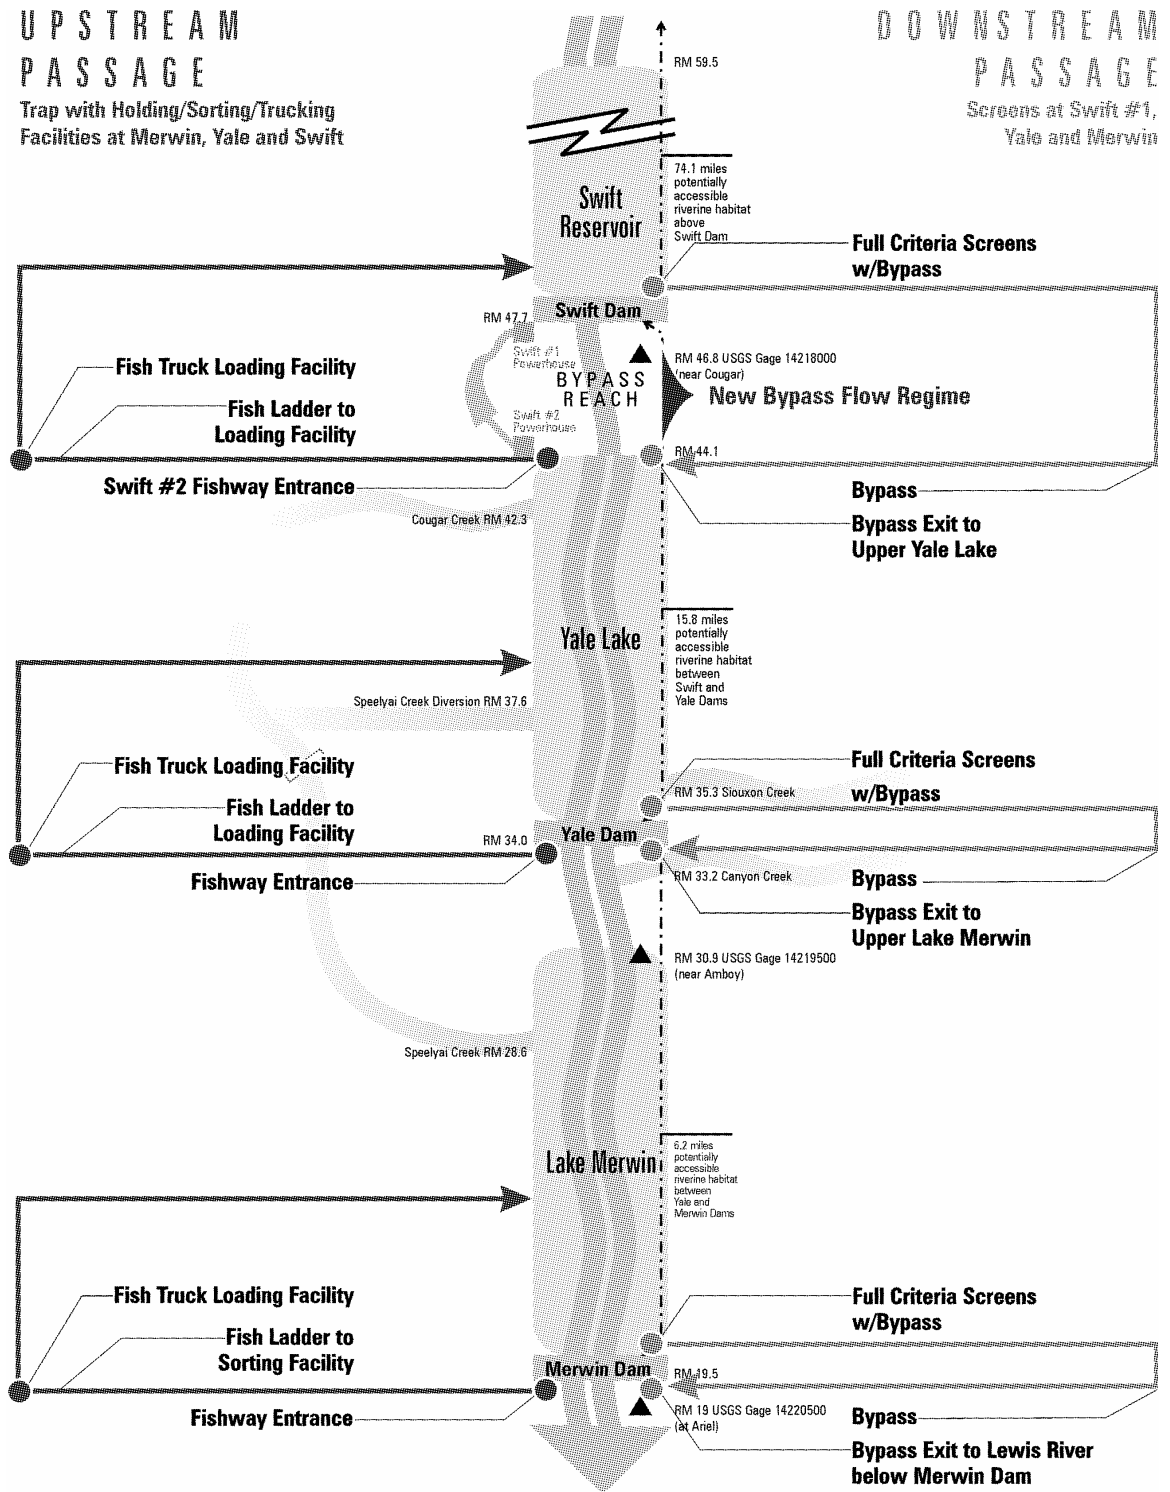 UPSTREAM
PASSAGE
Trap with Holding/Sorting/Trucking
Facilities at Merwin, Yale and Swift
DOWNSTREAM
PASSAGE
Screens at Swift #1,
Yale and Merwin
RM 59.5
74.1 miles
potentially
accessible
riverine habitat
above
Swift Dam
Swift
Reservoir
Full Criteria Screens
w/Bypass
Swift Dam
RM 47.7
Swift #1
Powerhouse
RM 46.8 USGS Gage 14218000
(near Cougar)
BYPASS
REACH
New Bypass Flow Regime
Fish Truck Loading Facility
Fish Ladder to
Loading Facility
Swift #2
Powerhouse
RM 44.1
Swift #2 Fishway Entrance
Bypass
Cougar Creek RM 42.3
Bypass Exit to
Upper Yale Lake
Yale Lake
15.8 miles
potentially
accessible
riverine habitat
between
Swift and
Yale Dams
Speelyai Creek Diversion RM 37.6
Fish Truck Loading Facility
Full Criteria Screens
w/Bypass
RM 35.3 Siouxon Creek
Fish Ladder to
Loading Facility
RM 34.0
Yale Dam
Fishway Entrance
RM 33.2 Canyon Creek
Bypass
Bypass Exit to
Upper Lake Merwin
RM 30.9 USGS Gage 14219500
(near Amboy)
Speelyai Creek RM 28.6
Lake Merwin
6.2 miles
potentially
accessible
riverine habitat
between
Yale and
Merwin Dams
Fish Truck Loading Facility
Full Criteria Screens
w/Bypass
Fish Ladder to
Sorting Facility
Merwin Dam
RM 19.5
Fishway Entrance
RM 19 USGS Gage 14220500
(at Ariel)
Bypass
Bypass Exit to Lewis River
below Merwin Dam